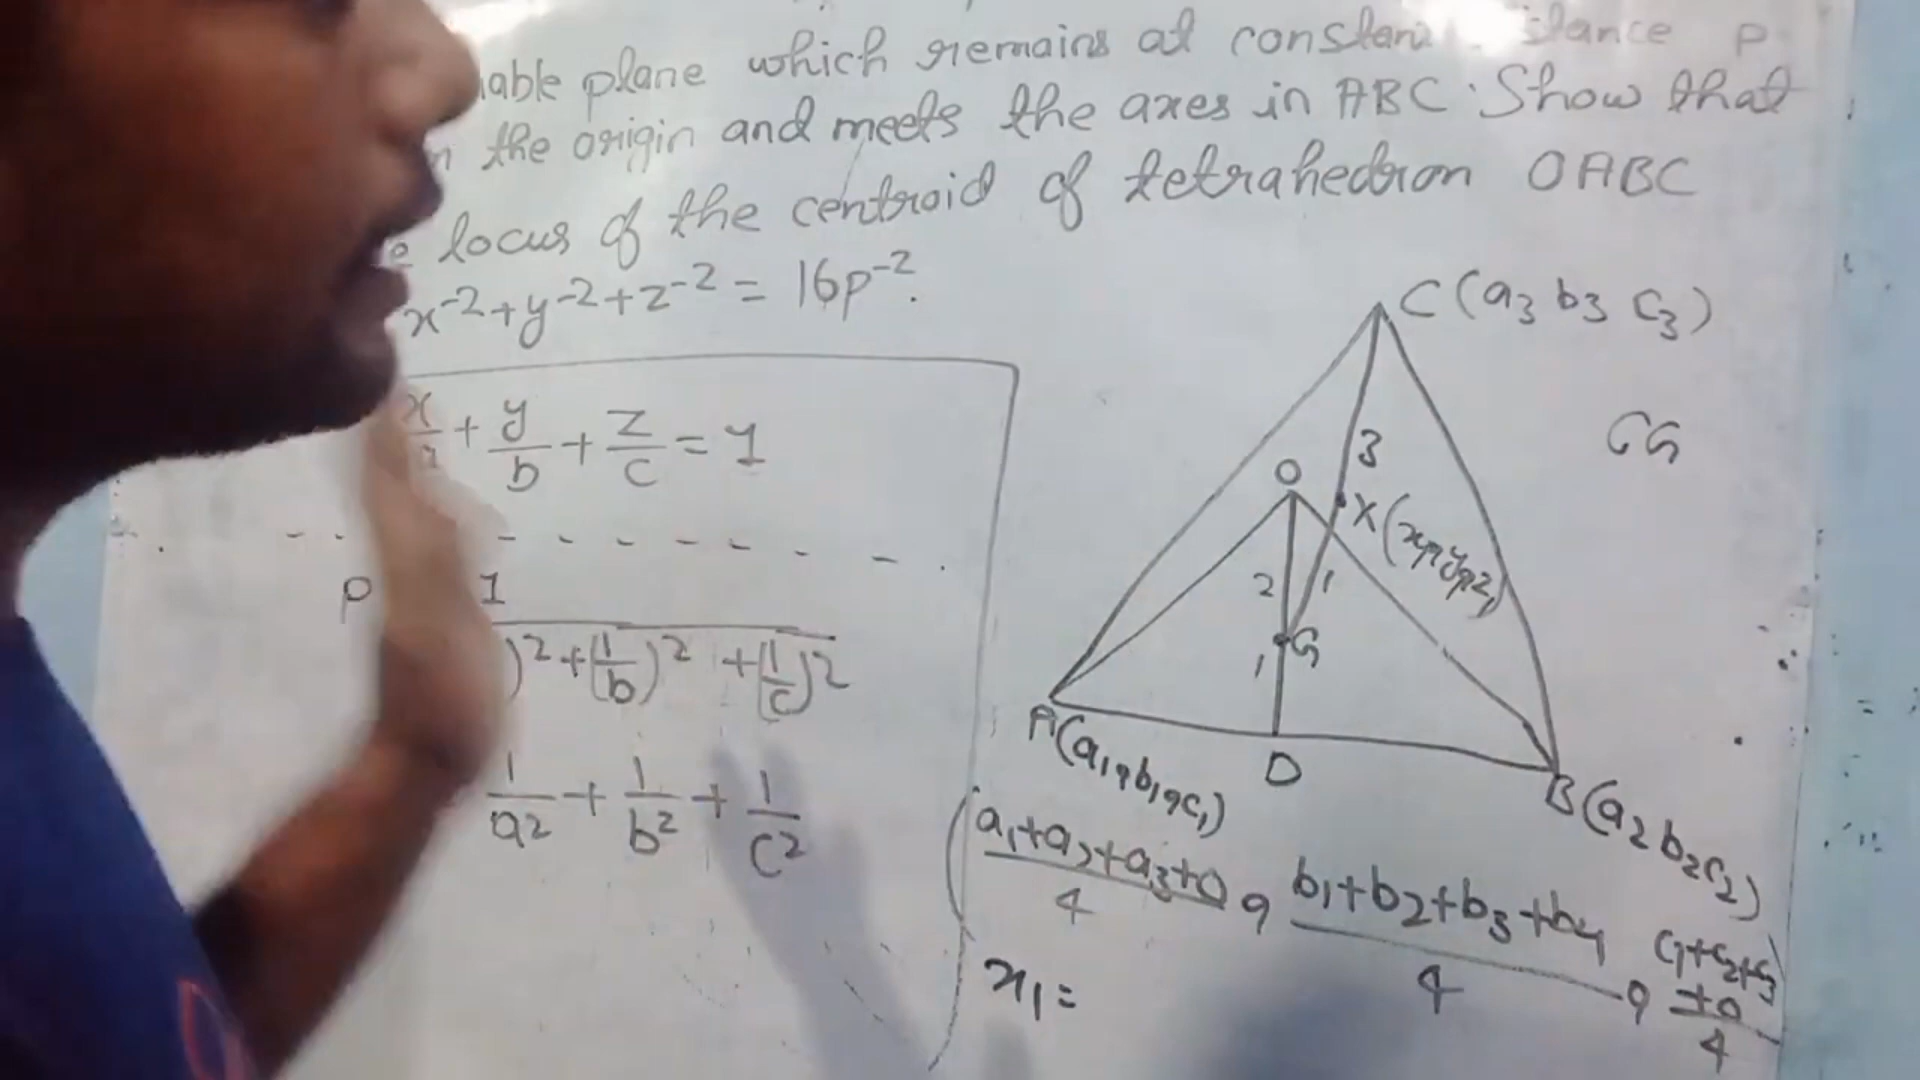 able plane which remains at constant distance p
the origin and meets the axes in ABC. Show that
locus of the centroid of tetrahedron OABC
x⁻²+y⁻²+z⁻² = 16p⁻².
x + y/b + z/c = 1
p 1
)² + (1/b)² + (1/c)²
1/a² + 1/b² + 1/c²
C (a₃ b₃ c₃)
G
3
O
X (x₁, y₁, z₁)
2 1
G
1
A (a₁, b₁, c₁)
D
B (a₂ b₂ c₂)
( a₁+a₂+a₃+0 / 4 , b₁+b₂+b₃+b₄ / 4 , c₁+c₂+c₃+0 / 4
x₁ =